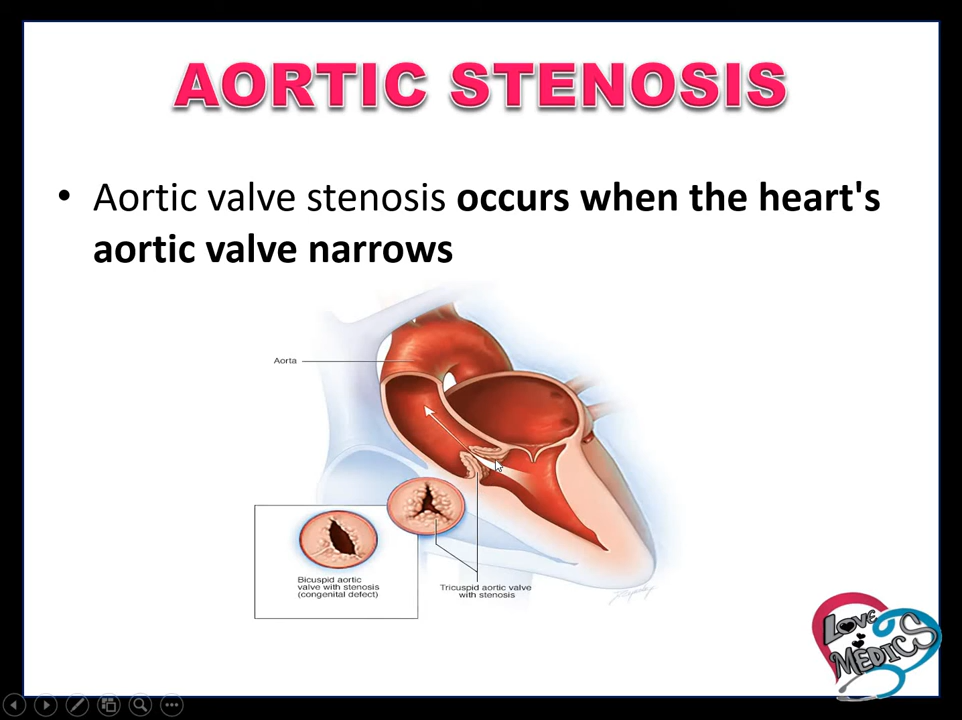 AORTIC STENOSIS
• Aortic valve stenosis occurs when the heart's
aortic valve narrows
Aorta
Bicuspid aortic
valve with stenosis
(congenital defect)
Tricuspid aortic valve
with stenosis
LOVE
MEDICS